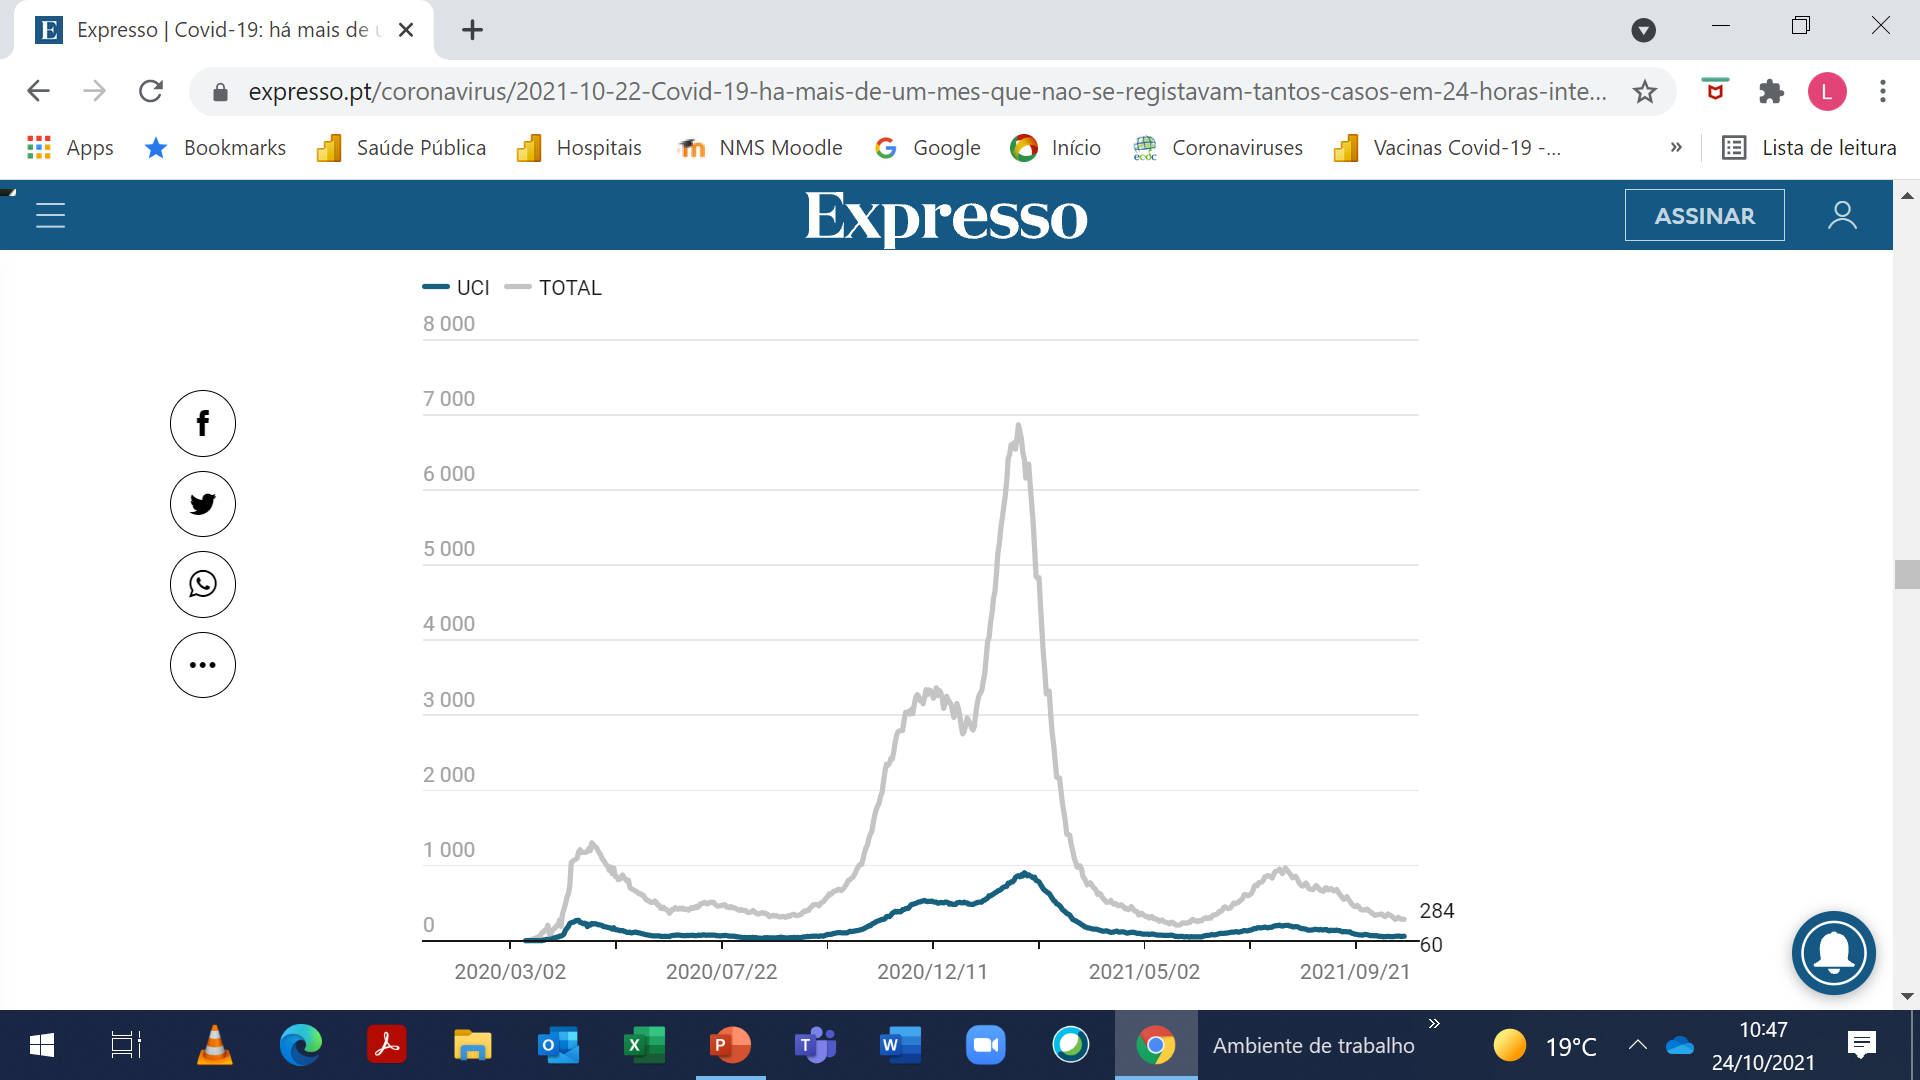 Expresso | Covid-19: há mais de u
expresso.pt/coronavirus/2021-10-22-Covid-19-ha-mais-de-um-mes-que-nao-se-registavam-tantos-casos-em-24-horas-inte...
L
Apps Bookmarks Saúde Pública Hospitais NMS Moodle Google Início Coronaviruses Vacinas Covid-19 -... » Lista de leitura
Expresso
ASSINAR
UCI TOTAL
8 000
7 000
6 000
5 000
4 000
3 000
2 000
1 000
0
284
60
2020/03/02 2020/07/22 2020/12/11 2021/05/02 2021/09/21
Ambiente de trabalho » 19°C
10:47
24/10/2021